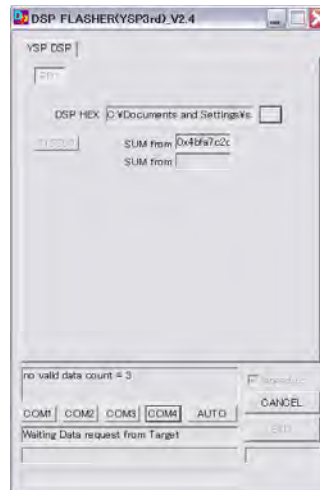 DSP FLASHER(YSP3rd)_V2.4
YSP DSP
DSP HEX C:¥Documents and Settings¥s
SUM from 0x4bfa7c2c
SUM from
no valid data count = 3
COM1 COM2 COM3 COM4 AUTO
CANCEL
Waiting Data request from Target
EXIT